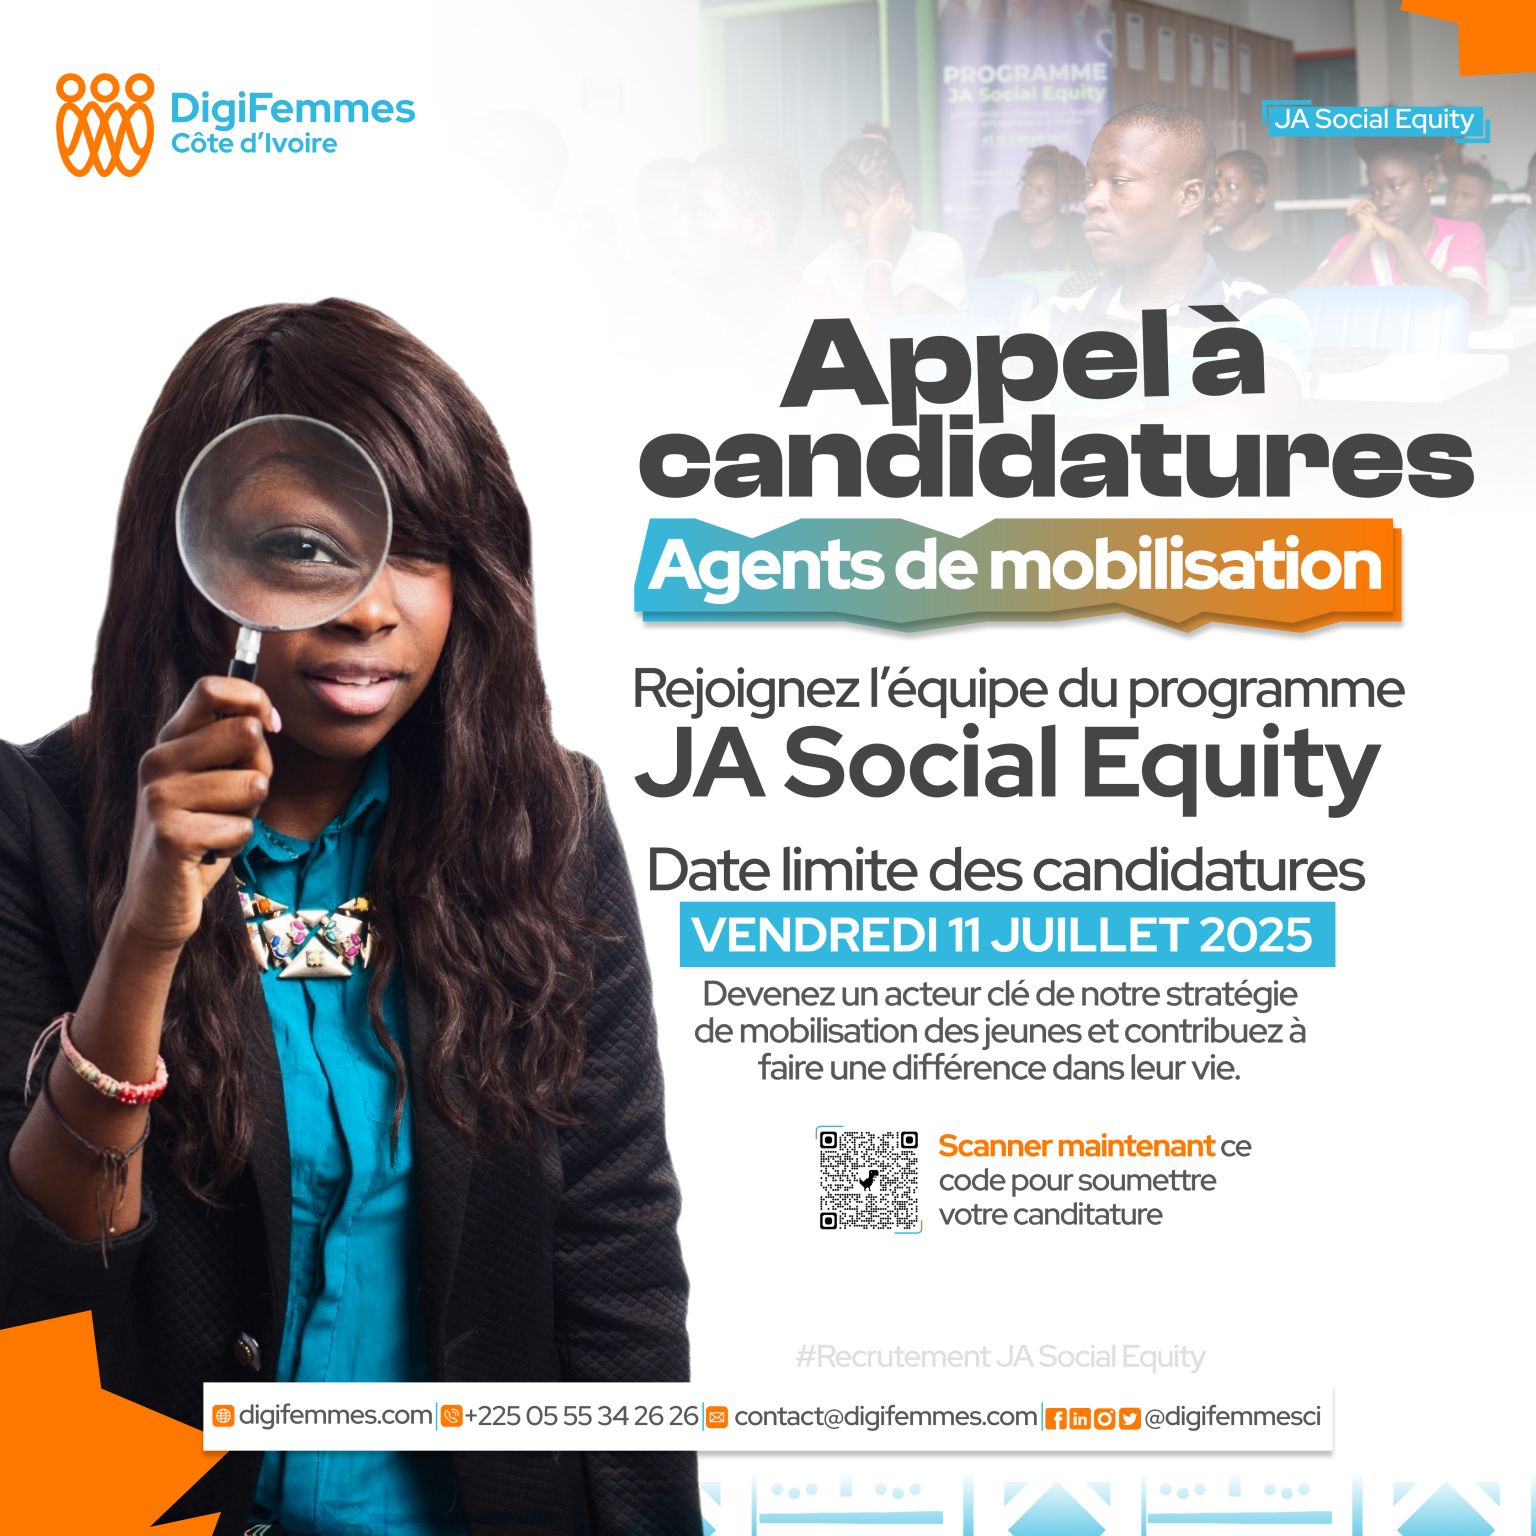 DigiFemmes
Côte d'Ivoire
PROGRAMME
JA Social Equity
JA Social Equity
Appel à
candidatures
Agents de mobilisation
Rejoignez l'équipe du programme
JA Social Equity
Date limite des candidatures
VENDREDI 11 JUILLET 2025
Devenez un acteur clé de notre stratégie
de mobilisation des jeunes et contribuez à
faire une différence dans leur vie.
Scanner maintenant ce
code pour soumettre
votre canditature
#Recrutement JA Social Equity
digifemmes.com +225 05 55 34 26 26 contact@digifemmes.com @digifemmesci